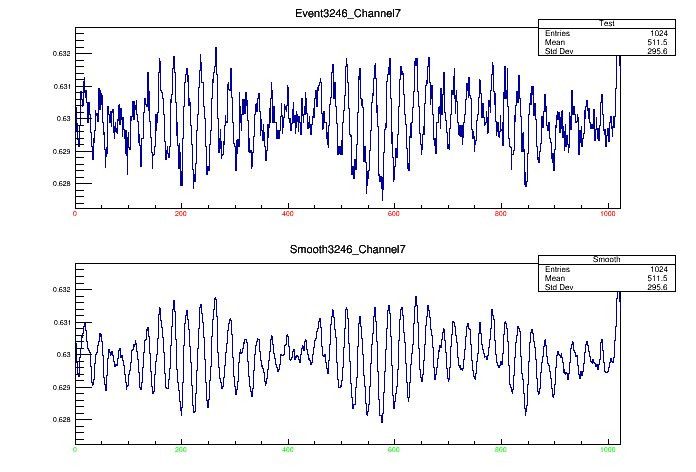 Event3246_Channel7
Test
Entries 1024
Mean 511.5
Std Dev 295.6
0.632
0.631
0.63
0.629
0.628
0 200 400 600 800 1000
Smooth3246_Channel7
Smooth
Entries 1024
Mean 511.5
Std Dev 295.6
0.632
0.631
0.63
0.629
0.628
0 200 400 600 800 1000